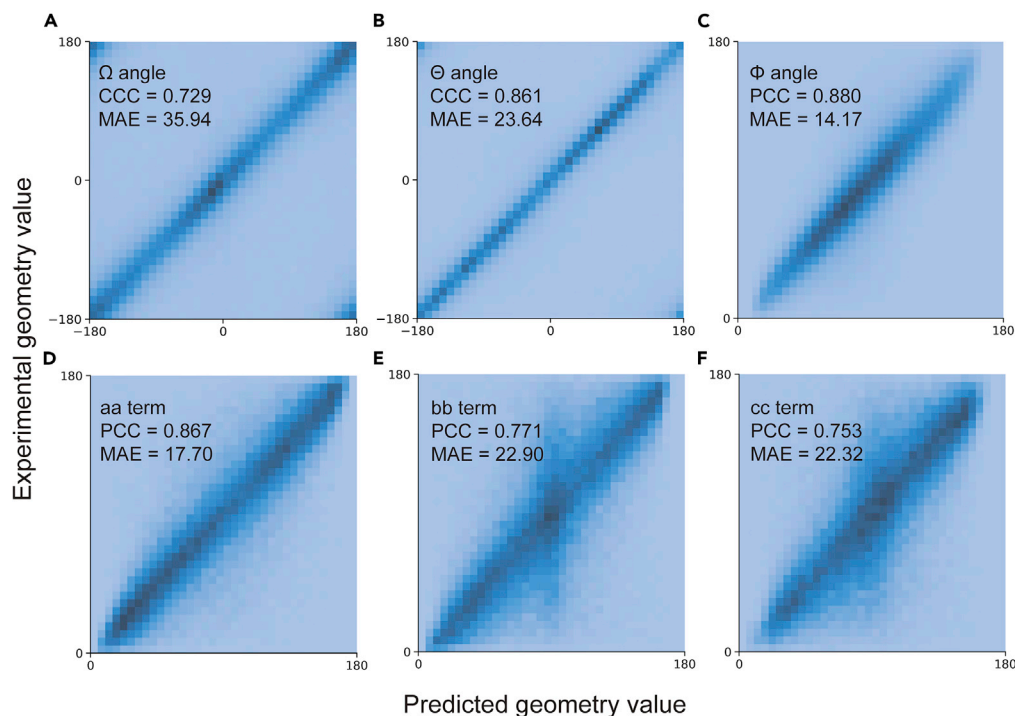 A
B
C
180
180
180
Ω angle
CCC = 0.729
MAE = 35.94
Θ angle
CCC = 0.861
MAE = 23.64
Φ angle
PCC = 0.880
MAE = 14.17
0
0
−180
−180
0
−180
0
180
−180
0
180
0
180
Experimental geometry value
D
E
F
180
180
180
aa term
PCC = 0.867
MAE = 17.70
bb term
PCC = 0.771
MAE = 22.90
cc term
PCC = 0.753
MAE = 22.32
0
0
0
0
180
0
180
0
180
Predicted geometry value